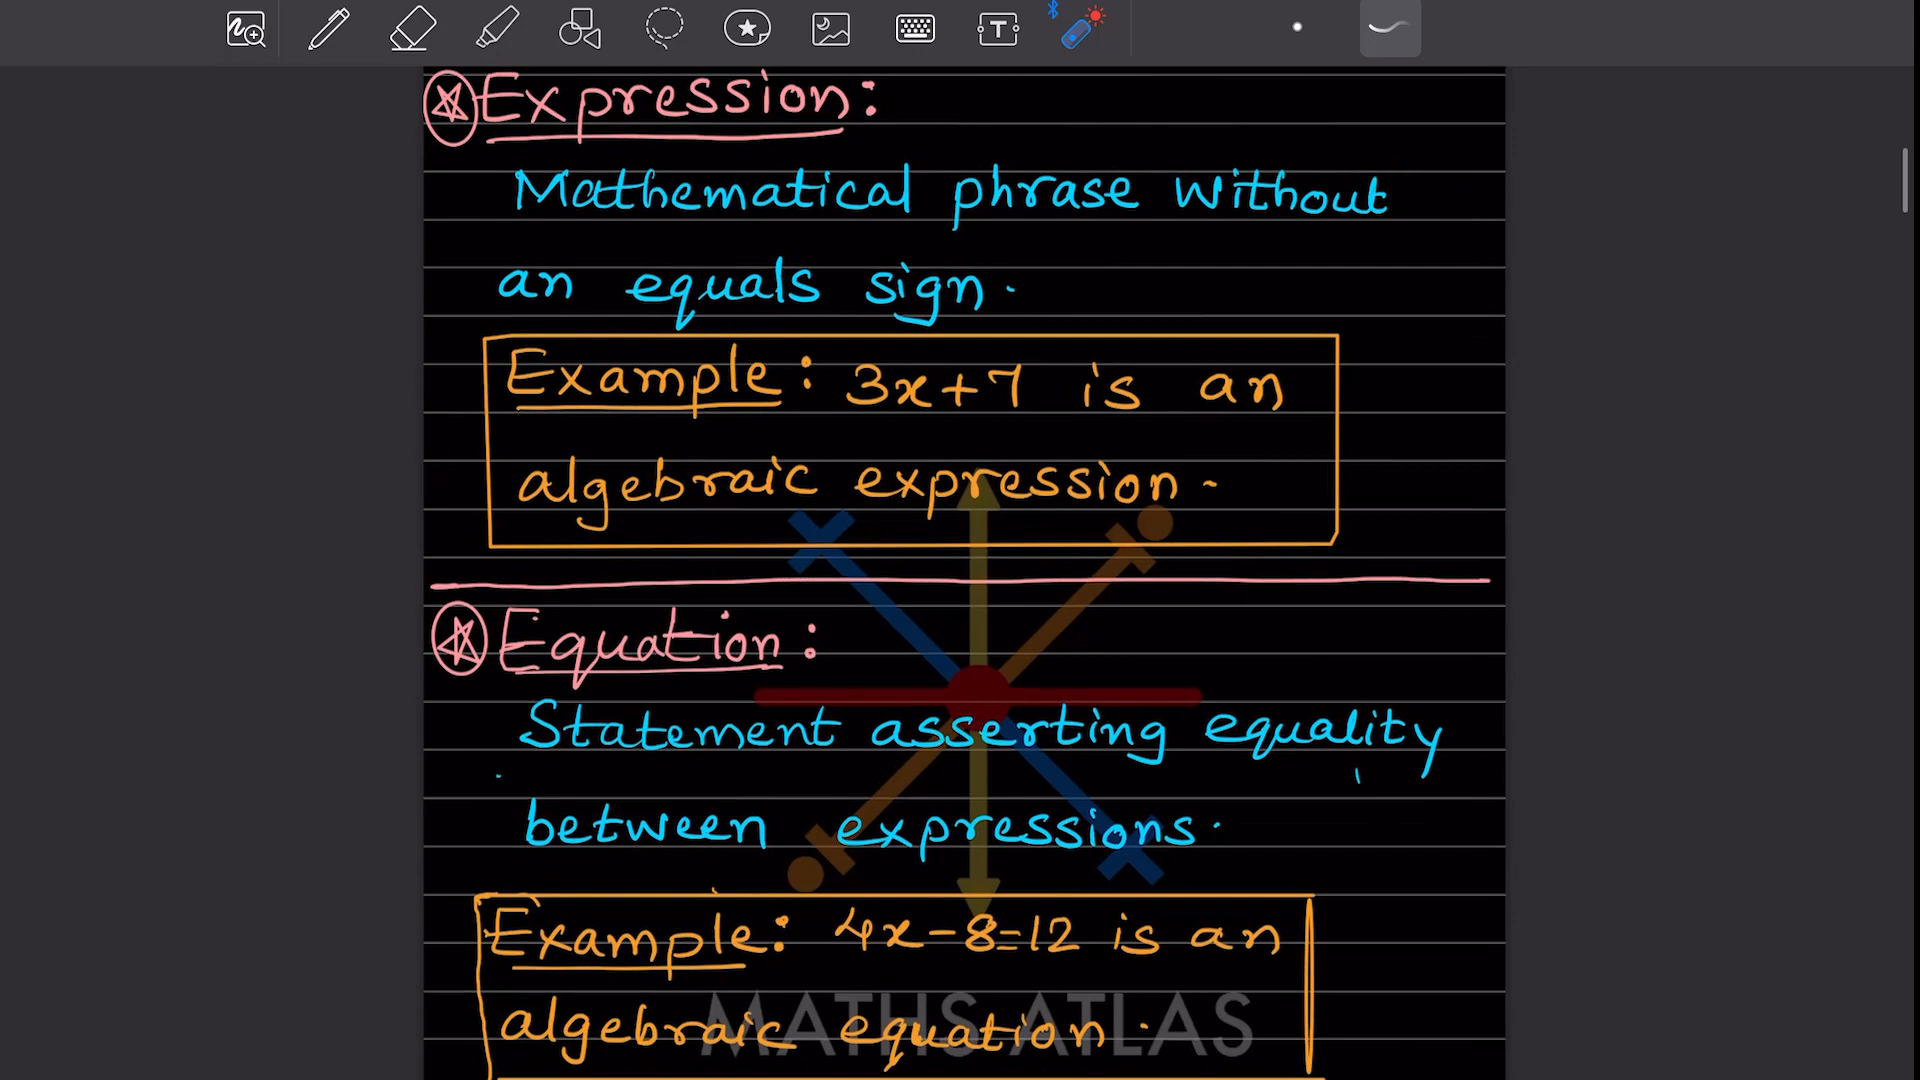 Expression:
Mathematical phrase without
an equals sign.
Example: 3x+7 is an
algebraic expression.
Equation:
Statement asserting equality
between expressions.
Example: 4x-8=12 is an
algebraic equation.
MATHS ATLAS